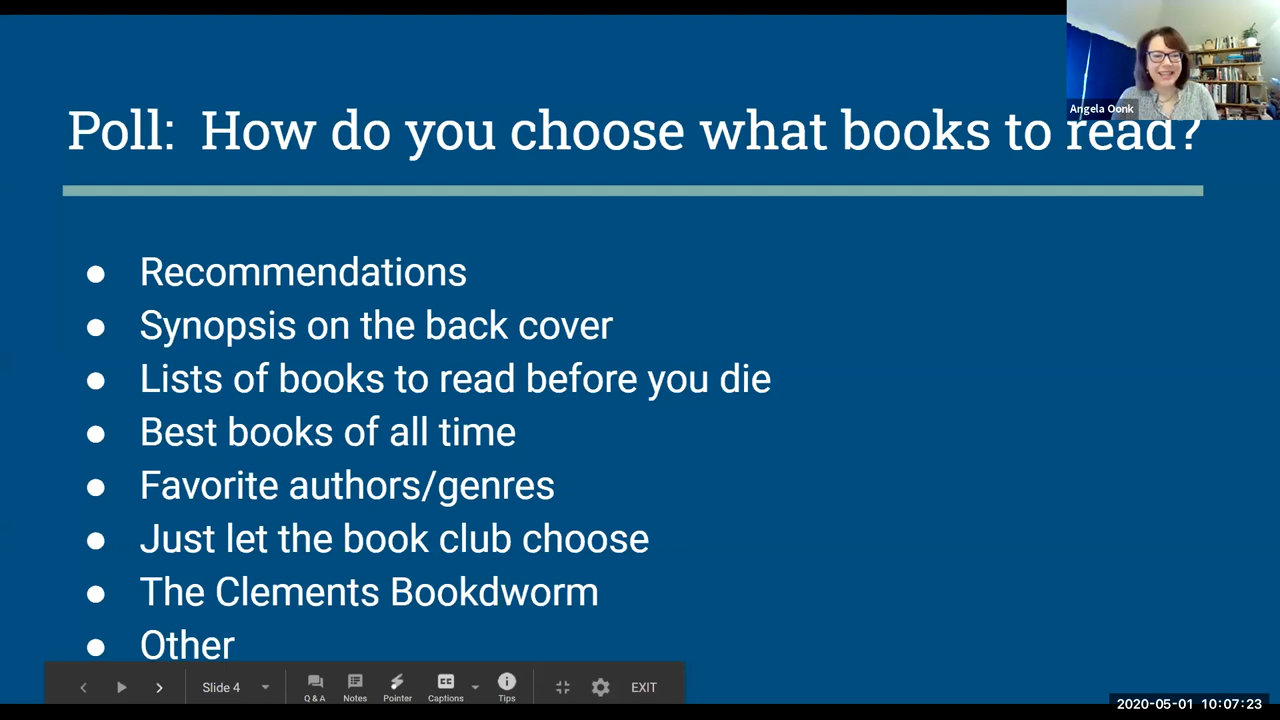 Angela Oonk
Poll: How do you choose what books to read?
● Recommendations
● Synopsis on the back cover
● Lists of books to read before you die
● Best books of all time
● Favorite authors/genres
● Just let the book club choose
● The Clements Bookdworm
● Other
Slide 4
Q & A
Notes
Pointer
CC
Captions
Tips
EXIT
2020-05-01 10:07:23